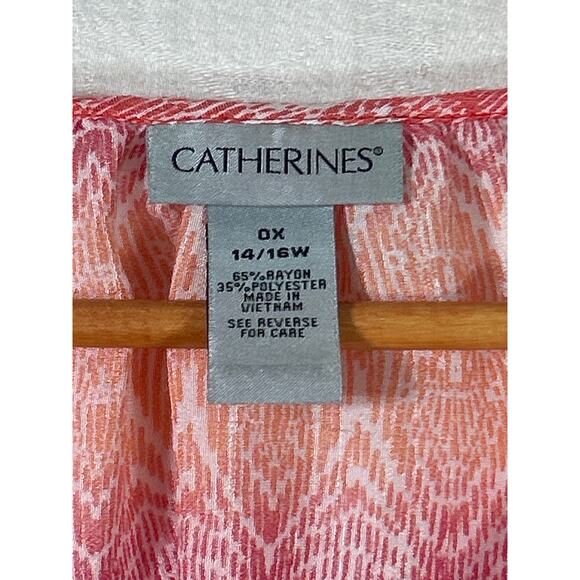 CATHERINES®
0X
14/16W
65%RAYON
35%POLYESTER
MADE IN
VIETNAM
SEE REVERSE
FOR CARE